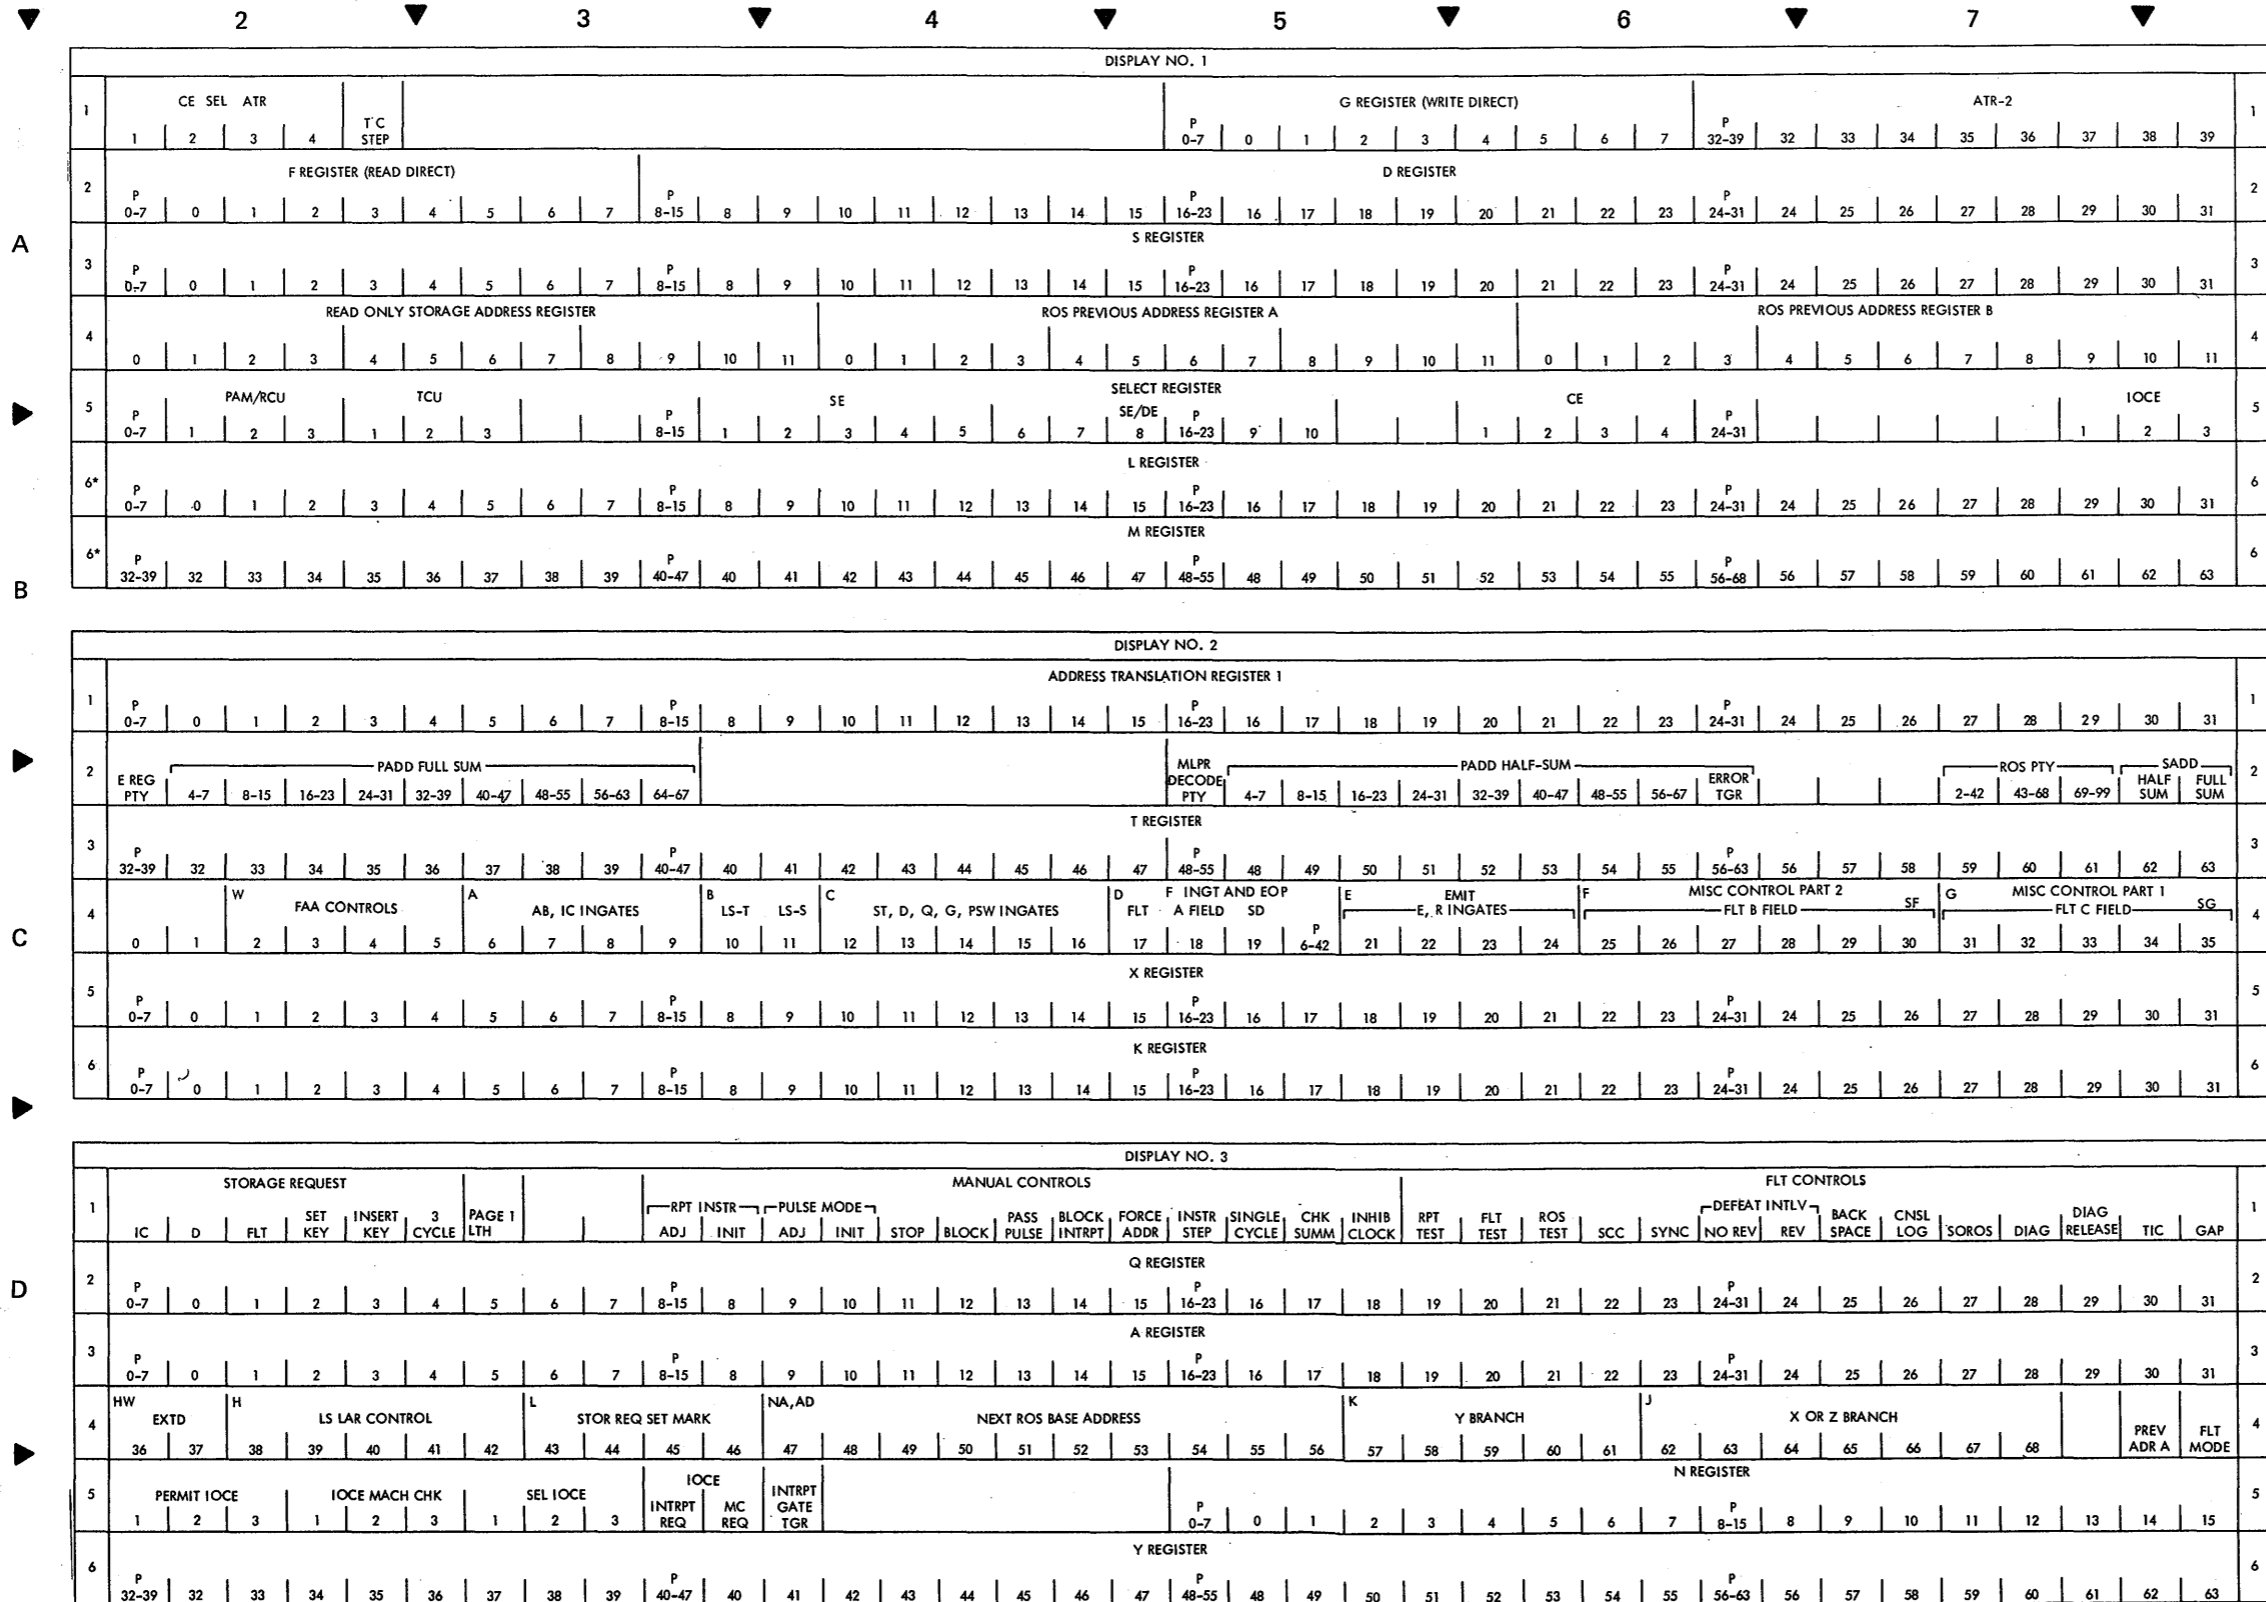 2 3 4 5 6 7
DISPLAY NO. 1
CE SEL ATR G REGISTER (WRITE DIRECT) ATR-2
1 T C P P 1
1 2 3 4 STEP 0-7 0 1 2 3 4 5 6 7 32-39 32 33 34 35 36 37 38 39
F REGISTER (READ DIRECT) D REGISTER
2 P P P P 2
0-7 0 1 2 3 4 5 6 7 8-15 8 9 10 11 12 13 14 15 16-23 16 17 18 19 20 21 22 23 24-31 24 25 26 27 28 29 30 31
A S REGISTER
3 P P P P 3
0-7 0 1 2 3 4 5 6 7 8-15 8 9 10 11 12 13 14 15 16-23 16 17 18 19 20 21 22 23 24-31 24 25 26 27 28 29 30 31
READ ONLY STORAGE ADDRESS REGISTER ROS PREVIOUS ADDRESS REGISTER A ROS PREVIOUS ADDRESS REGISTER B
4 4
0 1 2 3 4 5 6 7 8 9 10 11 0 1 2 3 4 5 6 7 8 9 10 11 0 1 2 3 4 5 6 7 8 9 10 11
SELECT REGISTER
PAM/RCU TCU SE CE IOCE
5 P P SE/DE P P 5
0-7 1 2 3 1 2 3 8-15 1 2 3 4 5 6 7 8 16-23 9 10 1 2 3 4 24-31 1 2 3
L REGISTER
6* P P P P 6
0-7 0 1 2 3 4 5 6 7 8-15 8 9 10 11 12 13 14 15 16-23 16 17 18 19 20 21 22 23 24-31 24 25 26 27 28 29 30 31
M REGISTER
6* P P P P 6
32-39 32 33 34 35 36 37 38 39 40-47 40 41 42 43 44 45 46 47 48-55 48 49 50 51 52 53 54 55 56-68 56 57 58 59 60 61 62 63
B
DISPLAY NO. 2
ADDRESS TRANSLATION REGISTER 1
1 P P P P 1
0-7 0 1 2 3 4 5 6 7 8-15 8 9 10 11 12 13 14 15 16-23 16 17 18 19 20 21 22 23 24-31 24 25 26 27 28 29 30 31
2 PADD FULL SUM MLPR PADD HALF-SUM ROS PTY SADD 2
E REG DECODE ERROR HALF FULL
PTY 4-7 8-15 16-23 24-31 32-39 40-47 48-55 56-63 64-67 PTY 4-7 8-15 16-23 24-31 32-39 40-47 48-55 56-67 TGR 2-42 43-68 69-99 SUM SUM
T REGISTER
3 P P P P 3
32-39 32 33 34 35 36 37 38 39 40-47 40 41 42 43 44 45 46 47 48-55 48 49 50 51 52 53 54 55 56-63 56 57 58 59 60 61 62 63
W A B C D F INGT AND EOP E EMIT F MISC CONTROL PART 2 G MISC CONTROL PART 1
4 FAA CONTROLS AB, IC INGATES LS-T LS-S ST, D, Q, G, PSW INGATES FLT A FIELD SD E, R INGATES FLT B FIELD SF FLT C FIELD SG 4
C 0 1 2 3 4 5 6 7 8 9 10 11 12 13 14 15 16 17 18 19 P 6-42 21 22 23 24 25 26 27 28 29 30 31 32 33 34 35
X REGISTER
5 P P P P 5
0-7 0 1 2 3 4 5 6 7 8-15 8 9 10 11 12 13 14 15 16-23 16 17 18 19 20 21 22 23 24-31 24 25 26 27 28 29 30 31
K REGISTER
6 P P P P 6
0-7 0 1 2 3 4 5 6 7 8-15 8 9 10 11 12 13 14 15 16-23 16 17 18 19 20 21 22 23 24-31 24 25 26 27 28 29 30 31
DISPLAY NO. 3
STORAGE REQUEST MANUAL CONTROLS FLT CONTROLS
1 SET INSERT 3 PAGE 1 RPT INSTR PULSE MODE PASS BLOCK FORCE INSTR SINGLE CHK INHIB RPT FLT ROS DEFEAT INTLV BACK CNSL DIAG 1
IC D FLT KEY KEY CYCLE LTH ADJ INIT ADJ INIT STOP BLOCK PULSE INTRPT ADDR STEP CYCLE SUMM CLOCK TEST TEST TEST SCC SYNC NO REV REV SPACE LOG SOROS DIAG RELEASE TIC GAP
Q REGISTER
D 2 P P P P 2
0-7 0 1 2 3 4 5 6 7 8-15 8 9 10 11 12 13 14 15 16-23 16 17 18 19 20 21 22 23 24-31 24 25 26 27 28 29 30 31
A REGISTER
3 P P P P 3
0-7 0 1 2 3 4 5 6 7 8-15 8 9 10 11 12 13 14 15 16-23 16 17 18 19 20 21 22 23 24-31 24 25 26 27 28 29 30 31
HW H L NA, AD K J
4 EXTD LS LAR CONTROL STOR REQ SET MARK NEXT ROS BASE ADDRESS Y BRANCH X OR Z BRANCH PREV FLT 4
36 37 38 39 40 41 42 43 44 45 46 47 48 49 50 51 52 53 54 55 56 57 58 59 60 61 62 63 64 65 66 67 68 ADR A MODE
IOCE N REGISTER
5 PERMIT IOCE IOCE MACH CHK SEL IOCE INTRPT MC INTRPT GATE P P 5
1 2 3 1 2 3 1 2 3 REQ REQ TGR 0-7 0 1 2 3 4 5 6 7 8-15 8 9 10 11 12 13 14 15
Y REGISTER
6 P P P P 6
32-39 32 33 34 35 36 37 38 39 40-47 40 41 42 43 44 45 46 47 48-55 48 49 50 51 52 53 54 55 56-63 56 57 58 59 60 61 62 63